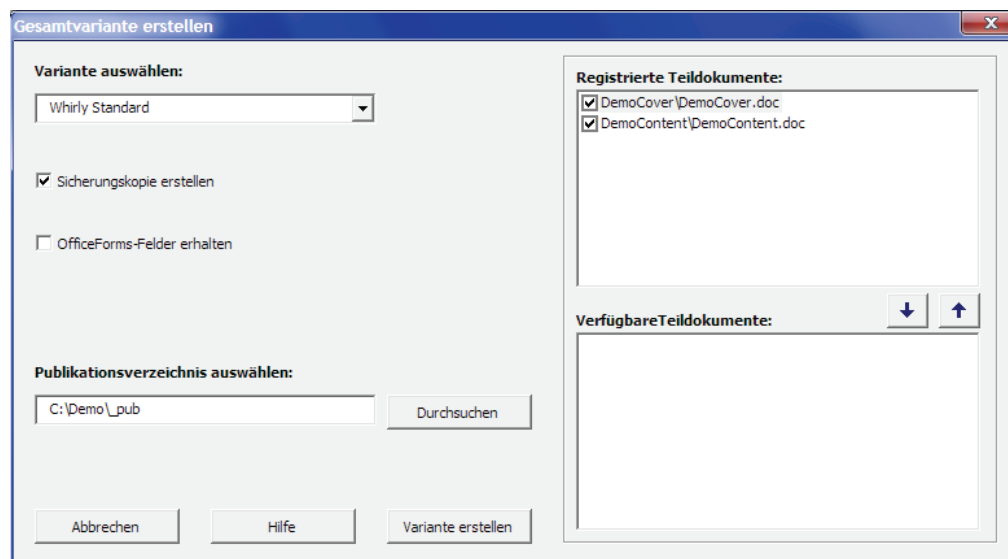 Gesamtvariante erstellen
Variante auswählen:
Whirly Standard
Sicherungskopie erstellen
OfficeForms-Felder erhalten
Publikationsverzeichnis auswählen:
C:\Demo\_pub
Durchsuchen
Abbrechen
Hilfe
Variante erstellen
Registrierte Teildokumente:
DemoCover\DemoCover.doc
DemoContent\DemoContent.doc
VerfügbareTeildokumente: